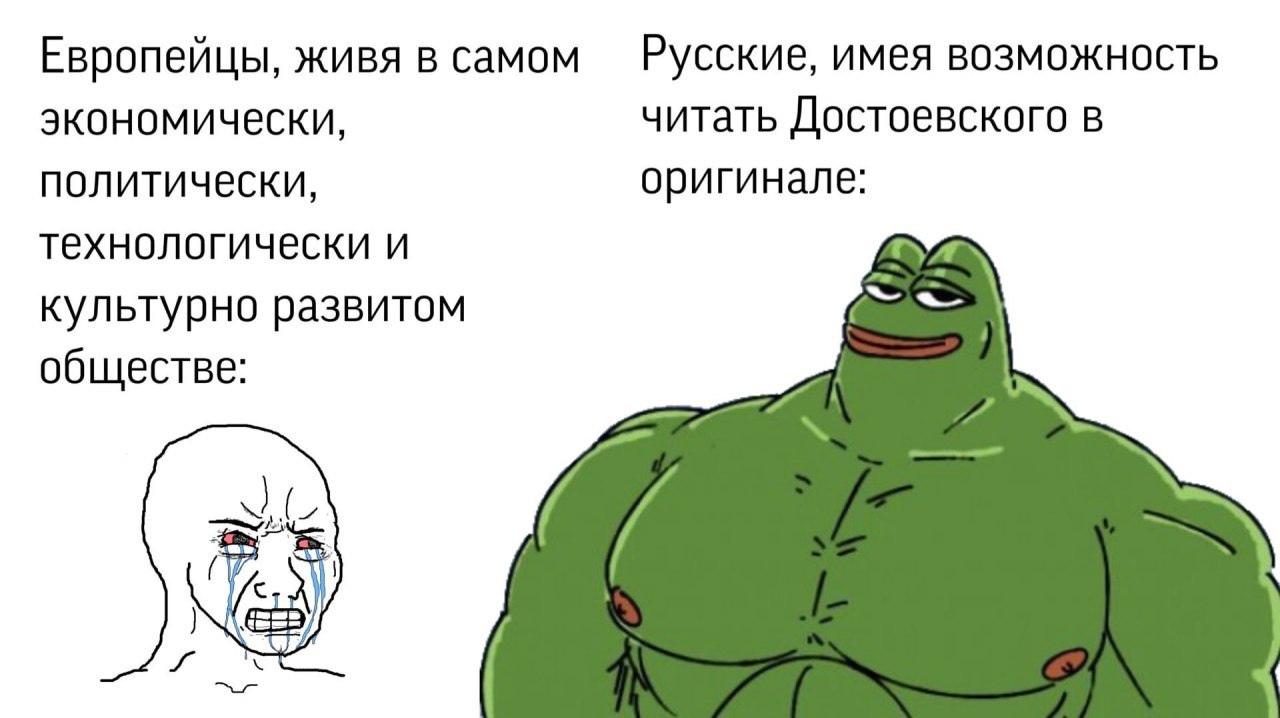 Европейцы, живя в самом
экономически,
политически,
технологически и
культурно развитом
обществе:
Русские, имея возможность
читать Достоевского в
оригинале: